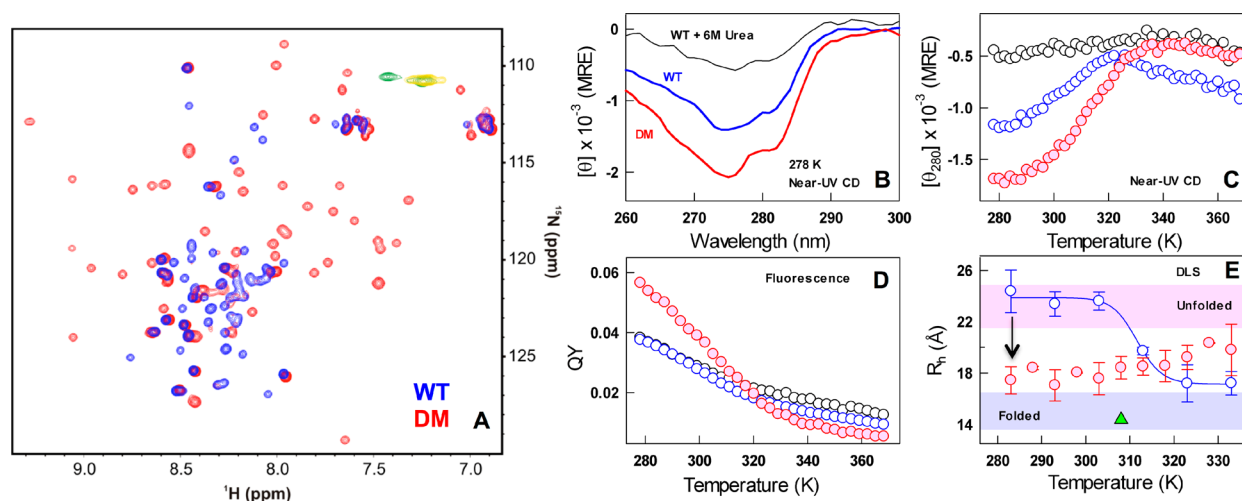 110
115
120
125
¹⁵N (ppm)
WT
DM
A
9.0 8.5 8.0 7.5 7.0
¹H (ppm)
0
-1
-2
[θ] x 10⁻³ (MRE)
WT + 6M Urea
WT
DM
278 K
Near-UV CD
B
260 270 280 290 300
Wavelength (nm)
-0.5
-1.0
-1.5
[θ₂₈₀] x 10⁻³ (MRE)
Near-UV CD
C
280 300 320 340 360
Temperature (K)
0.06
0.04
0.02
QY
Fluorescence
D
280 300 320 340 360
Temperature (K)
26
22
18
14
Rₕ (Å)
DLS
E
Unfolded
Folded
280 290 300 310 320 330
Temperature (K)